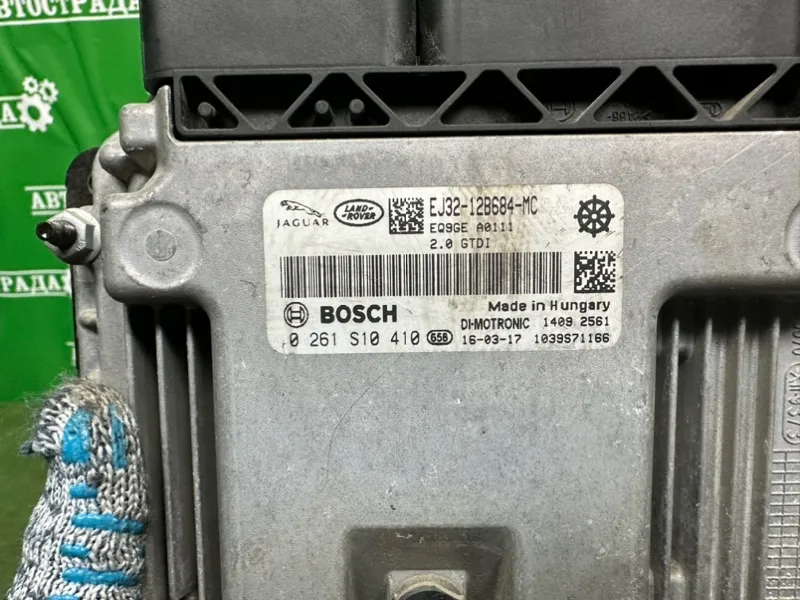 АВТОСТРАДА
АВТОСТРАДА
JAGUAR
LAND-
ROVER
EJ32-12B684-MC
EQ9GE A0111
2.0 GTDI
BOSCH
Made in Hungary
DI-MOTRONIC 1409 2561
0 261 S10 410 658 16-03-17 1039S71166